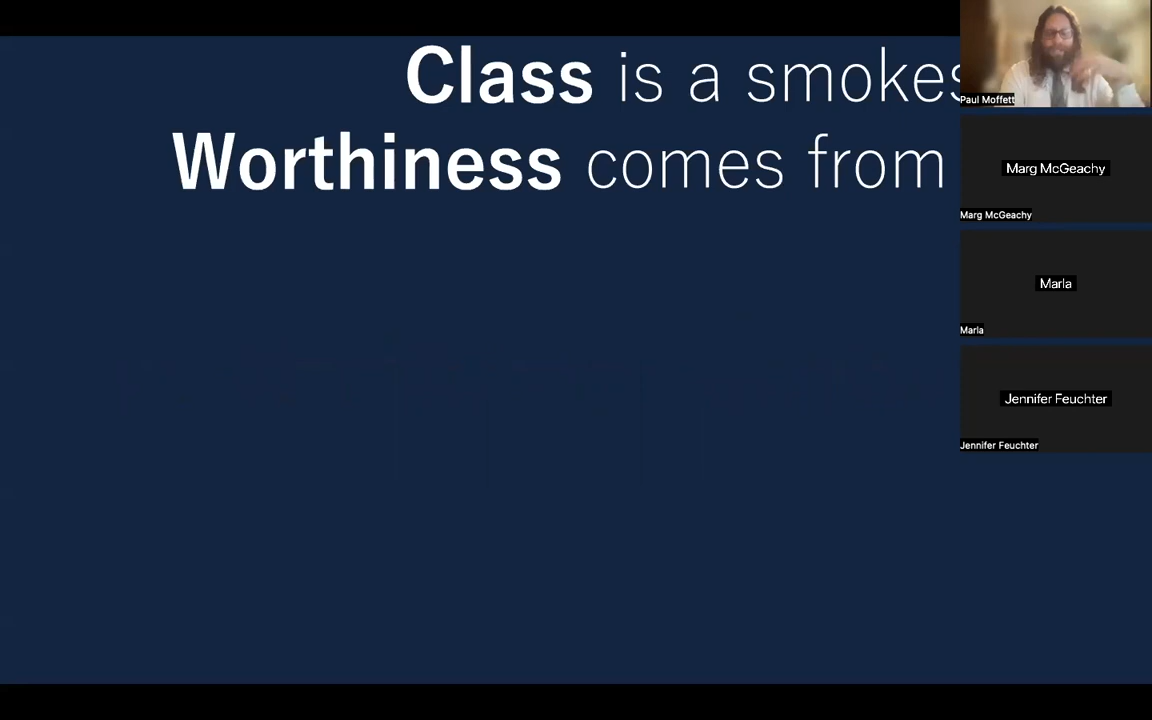 Class is a smokes
Worthiness comes from
Paul Moffett
Marg McGeachy
Marg McGeachy
Marla
Marla
Jennifer Feuchter
Jennifer Feuchter